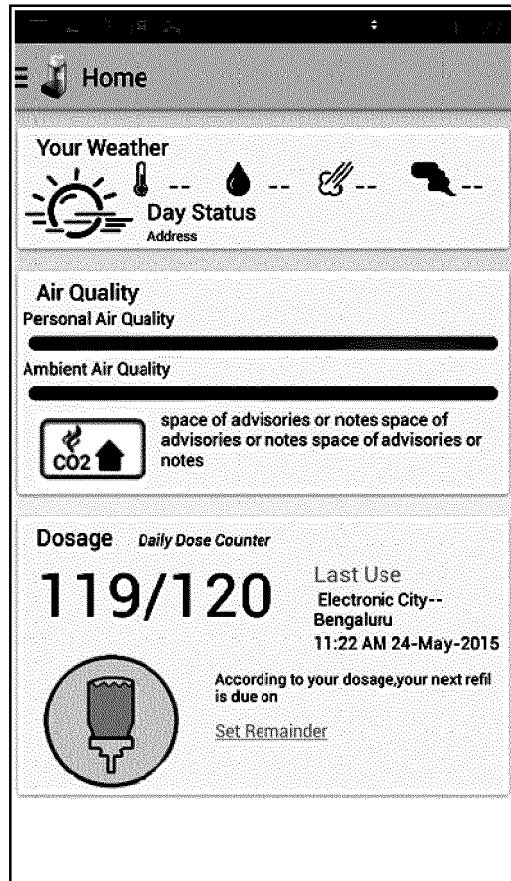 Home
Your Weather
-- -- -- --
Day Status
Address
Air Quality
Personal Air Quality
Ambient Air Quality
CO2
space of advisories or notes space of
advisories or notes space of advisories or
notes
Dosage Daily Dose Counter
119/120
Last Use
Electronic City--
Bengaluru
11:22 AM 24-May-2015
According to your dosage,your next refil
is due on
Set Remainder